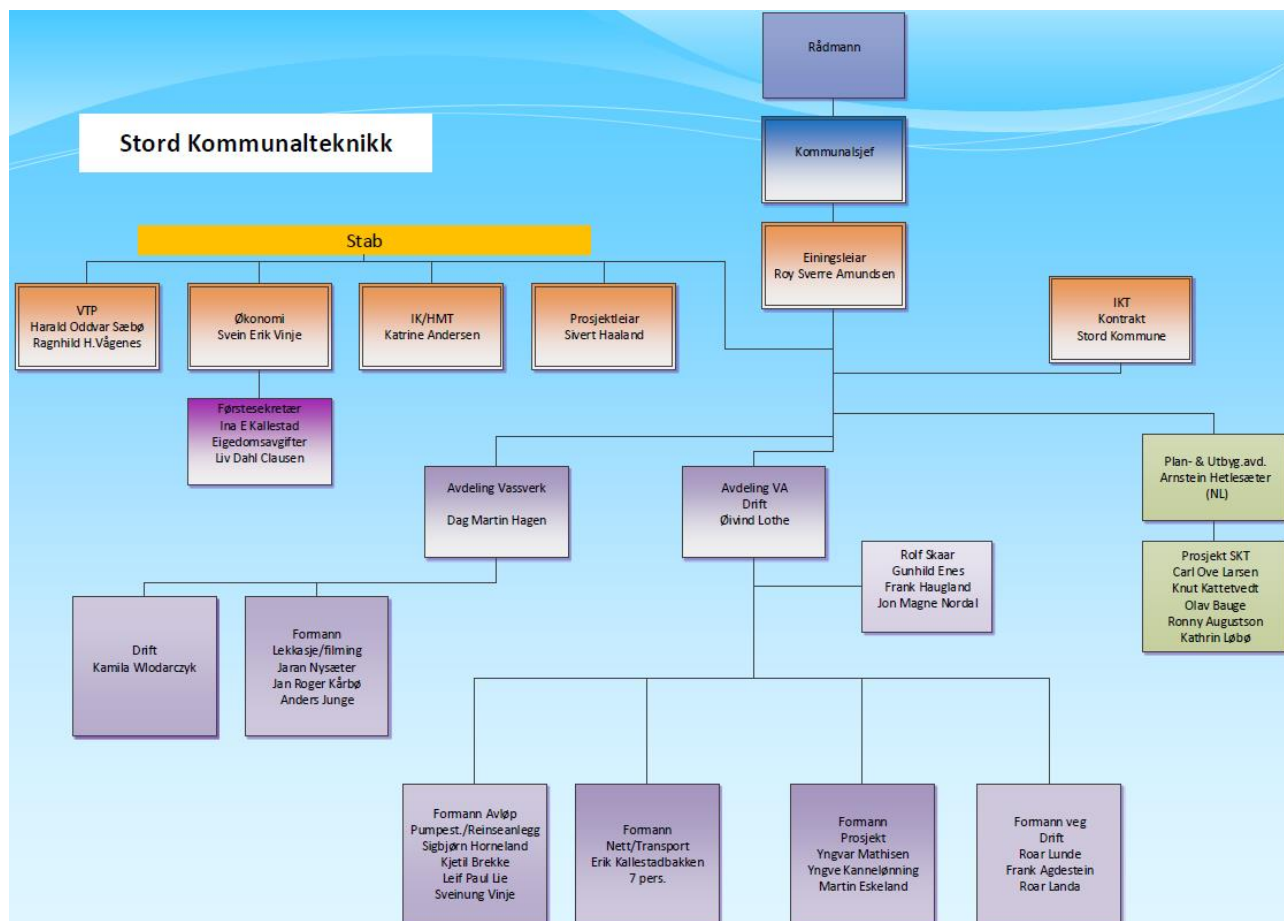 Rådmann
Stord Kommunalteknikk
Kommunalsjef
Stab
Einingsleiar
Roy Sverre Amundsen
VTP
Harald Oddvar Sæbø
Ragnhild H.Vågenes
Økonomi
Svein Erik Vinje
IK/HMT
Katrine Andersen
Prosjektleiar
Sivert Haaland
IKT
Kontrakt
Stord Kommune
Førstesekretær
Ina E Kallestad
Eigedomsavgifter
Liv Dahl Clausen
Avdeling Vassverk
Dag Martin Hagen
Avdeling VA
Drift
Øivind Lothe
Plan- & Utbyg.avd.
Arnstein Hetlesæter
(NL)
Rolf Skaar
Gunhild Enes
Frank Haugland
Jon Magne Nordal
Prosjekt SKT
Carl Ove Larsen
Knut Kattetvedt
Olav Bauge
Ronny Augustson
Kathrin Løbø
Drift
Kamila Wlodarczyk
Formann
Lekkasje/filming
Jaran Nysæter
Jan Roger Kårbø
Anders Junge
Formann Avløp
Pumpest./Reinseanlegg
Sigbjørn Horneland
Kjetil Brekke
Leif Paul Lie
Sveinung Vinje
Formann
Nett/Transport
Erik Kallestadbakken
7 pers.
Formann
Prosjekt
Yngvar Mathisen
Yngve Kannelønning
Martin Eskeland
Formann veg
Drift
Roar Lunde
Frank Agdestein
Roar Landa